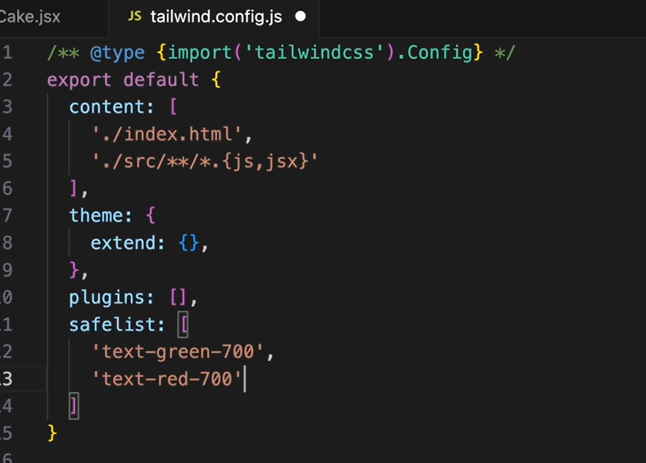 Cake.jsx
JS tailwind.config.js
1 /** @type {import('tailwindcss').Config} */
2 export default {
3 content: [
4 './index.html',
5 './src/**/*.{js,jsx}'
6 ],
7 theme: {
8 extend: {},
9 },
0 plugins: [],
1 safelist: [
2 'text-green-700',
3 'text-red-700'
4 ]
5 }
6